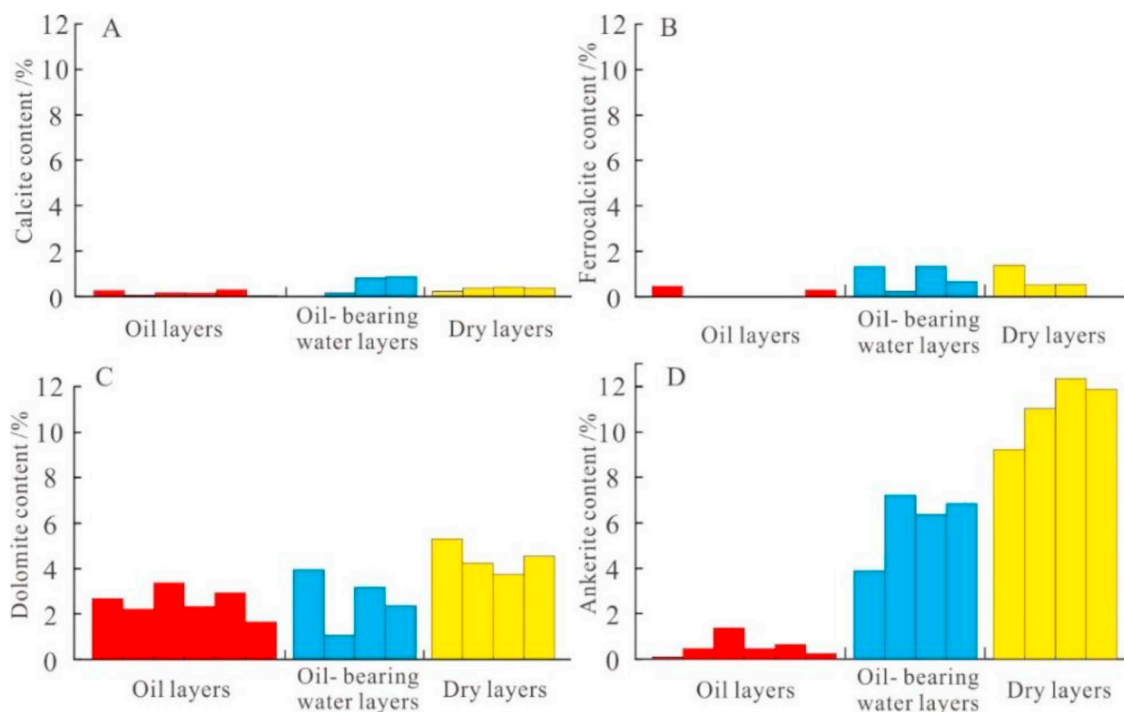 A
Calcite content /%
12
10
8
6
4
2
0
Oil layers
Oil- bearing
water layers
Dry layers
B
Ferrocalcite content /%
12
10
8
6
4
2
0
Oil layers
Oil- bearing
water layers
Dry layers
C
Dolomite content /%
12
10
8
6
4
2
0
Oil layers
Oil- bearing
water layers
Dry layers
D
Ankerite content /%
12
10
8
6
4
2
0
Oil layers
Oil- bearing
water layers
Dry layers